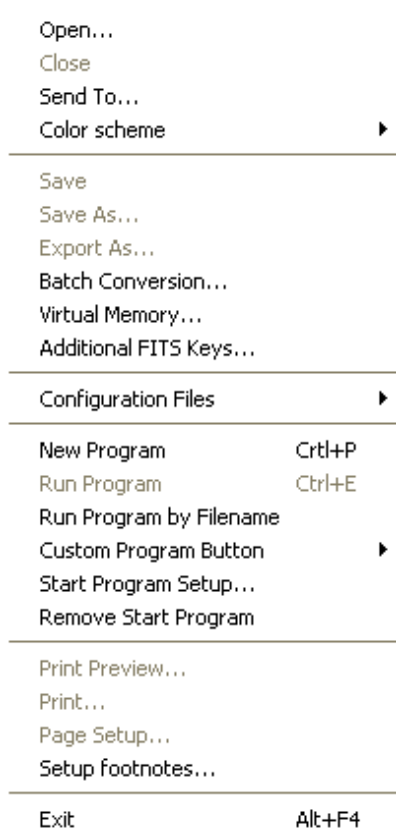 Open...
Close
Send To...
Color scheme
Save
Save As...
Export As...
Batch Conversion...
Virtual Memory...
Additional FITS Keys...
Configuration Files
New Program Crtl+P
Run Program Ctrl+E
Run Program by Filename
Custom Program Button
Start Program Setup...
Remove Start Program
Print Preview...
Print...
Page Setup...
Setup footnotes...
Exit Alt+F4